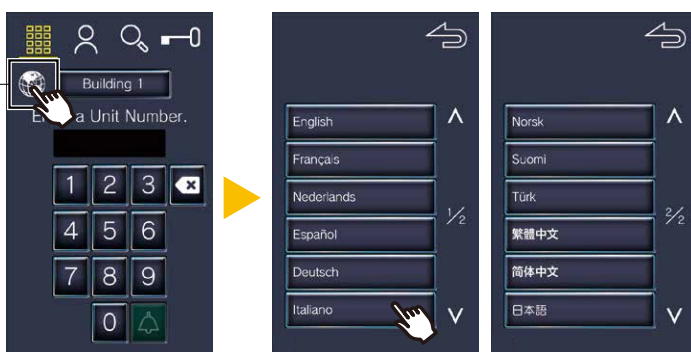 Building 1
Enter a Unit Number.
1 2 3
4 5 6
7 8 9
0
English
Français
Nederlands
Español
Deutsch
Italiano
1/2
Norsk
Suomi
Türk
繁體中文
简体中文
日本語
2/2